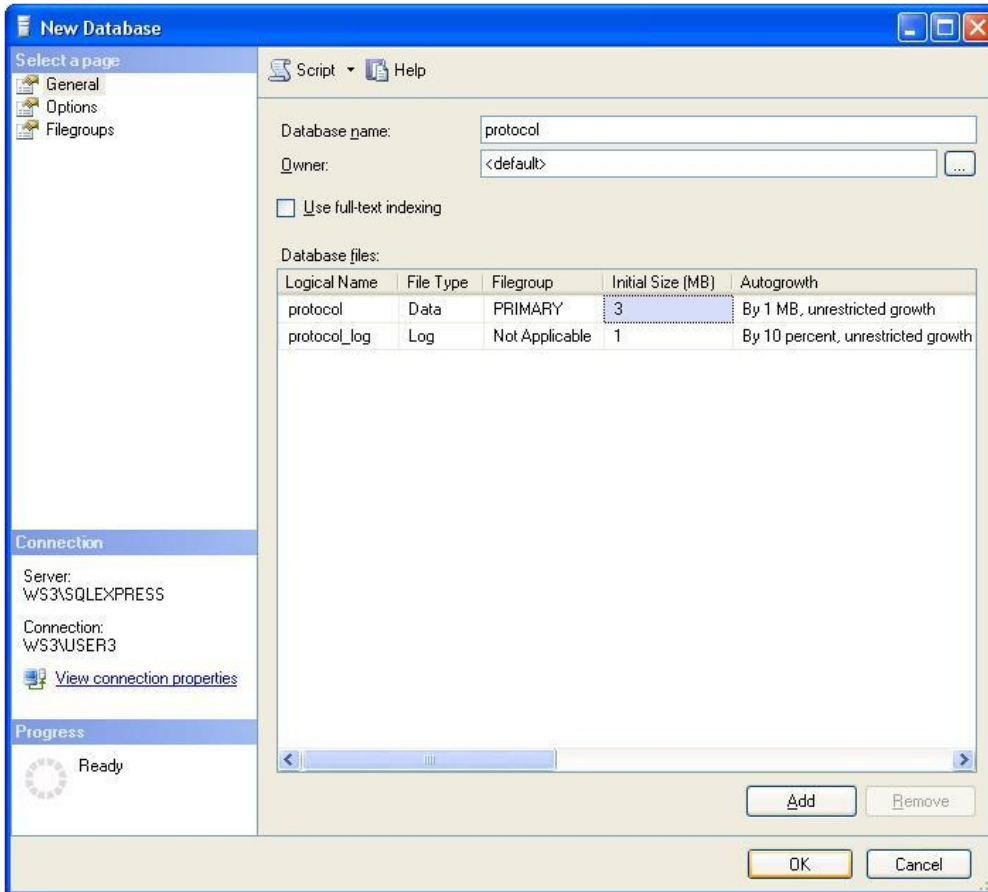 New Database
Select a page
General
Options
Filegroups
Script Help
Database name: protocol
Owner: <default> ...
Use full-text indexing
Database files:
Logical Name File Type Filegroup Initial Size (MB) Autogrowth
protocol Data PRIMARY 3 By 1 MB, unrestricted growth
protocol_log Log Not Applicable 1 By 10 percent, unrestricted growth
Connection
Server:
WS3\SQLEXPRESS
Connection:
WS3\USER3
View connection properties
Progress
Ready
Add Remove
OK Cancel